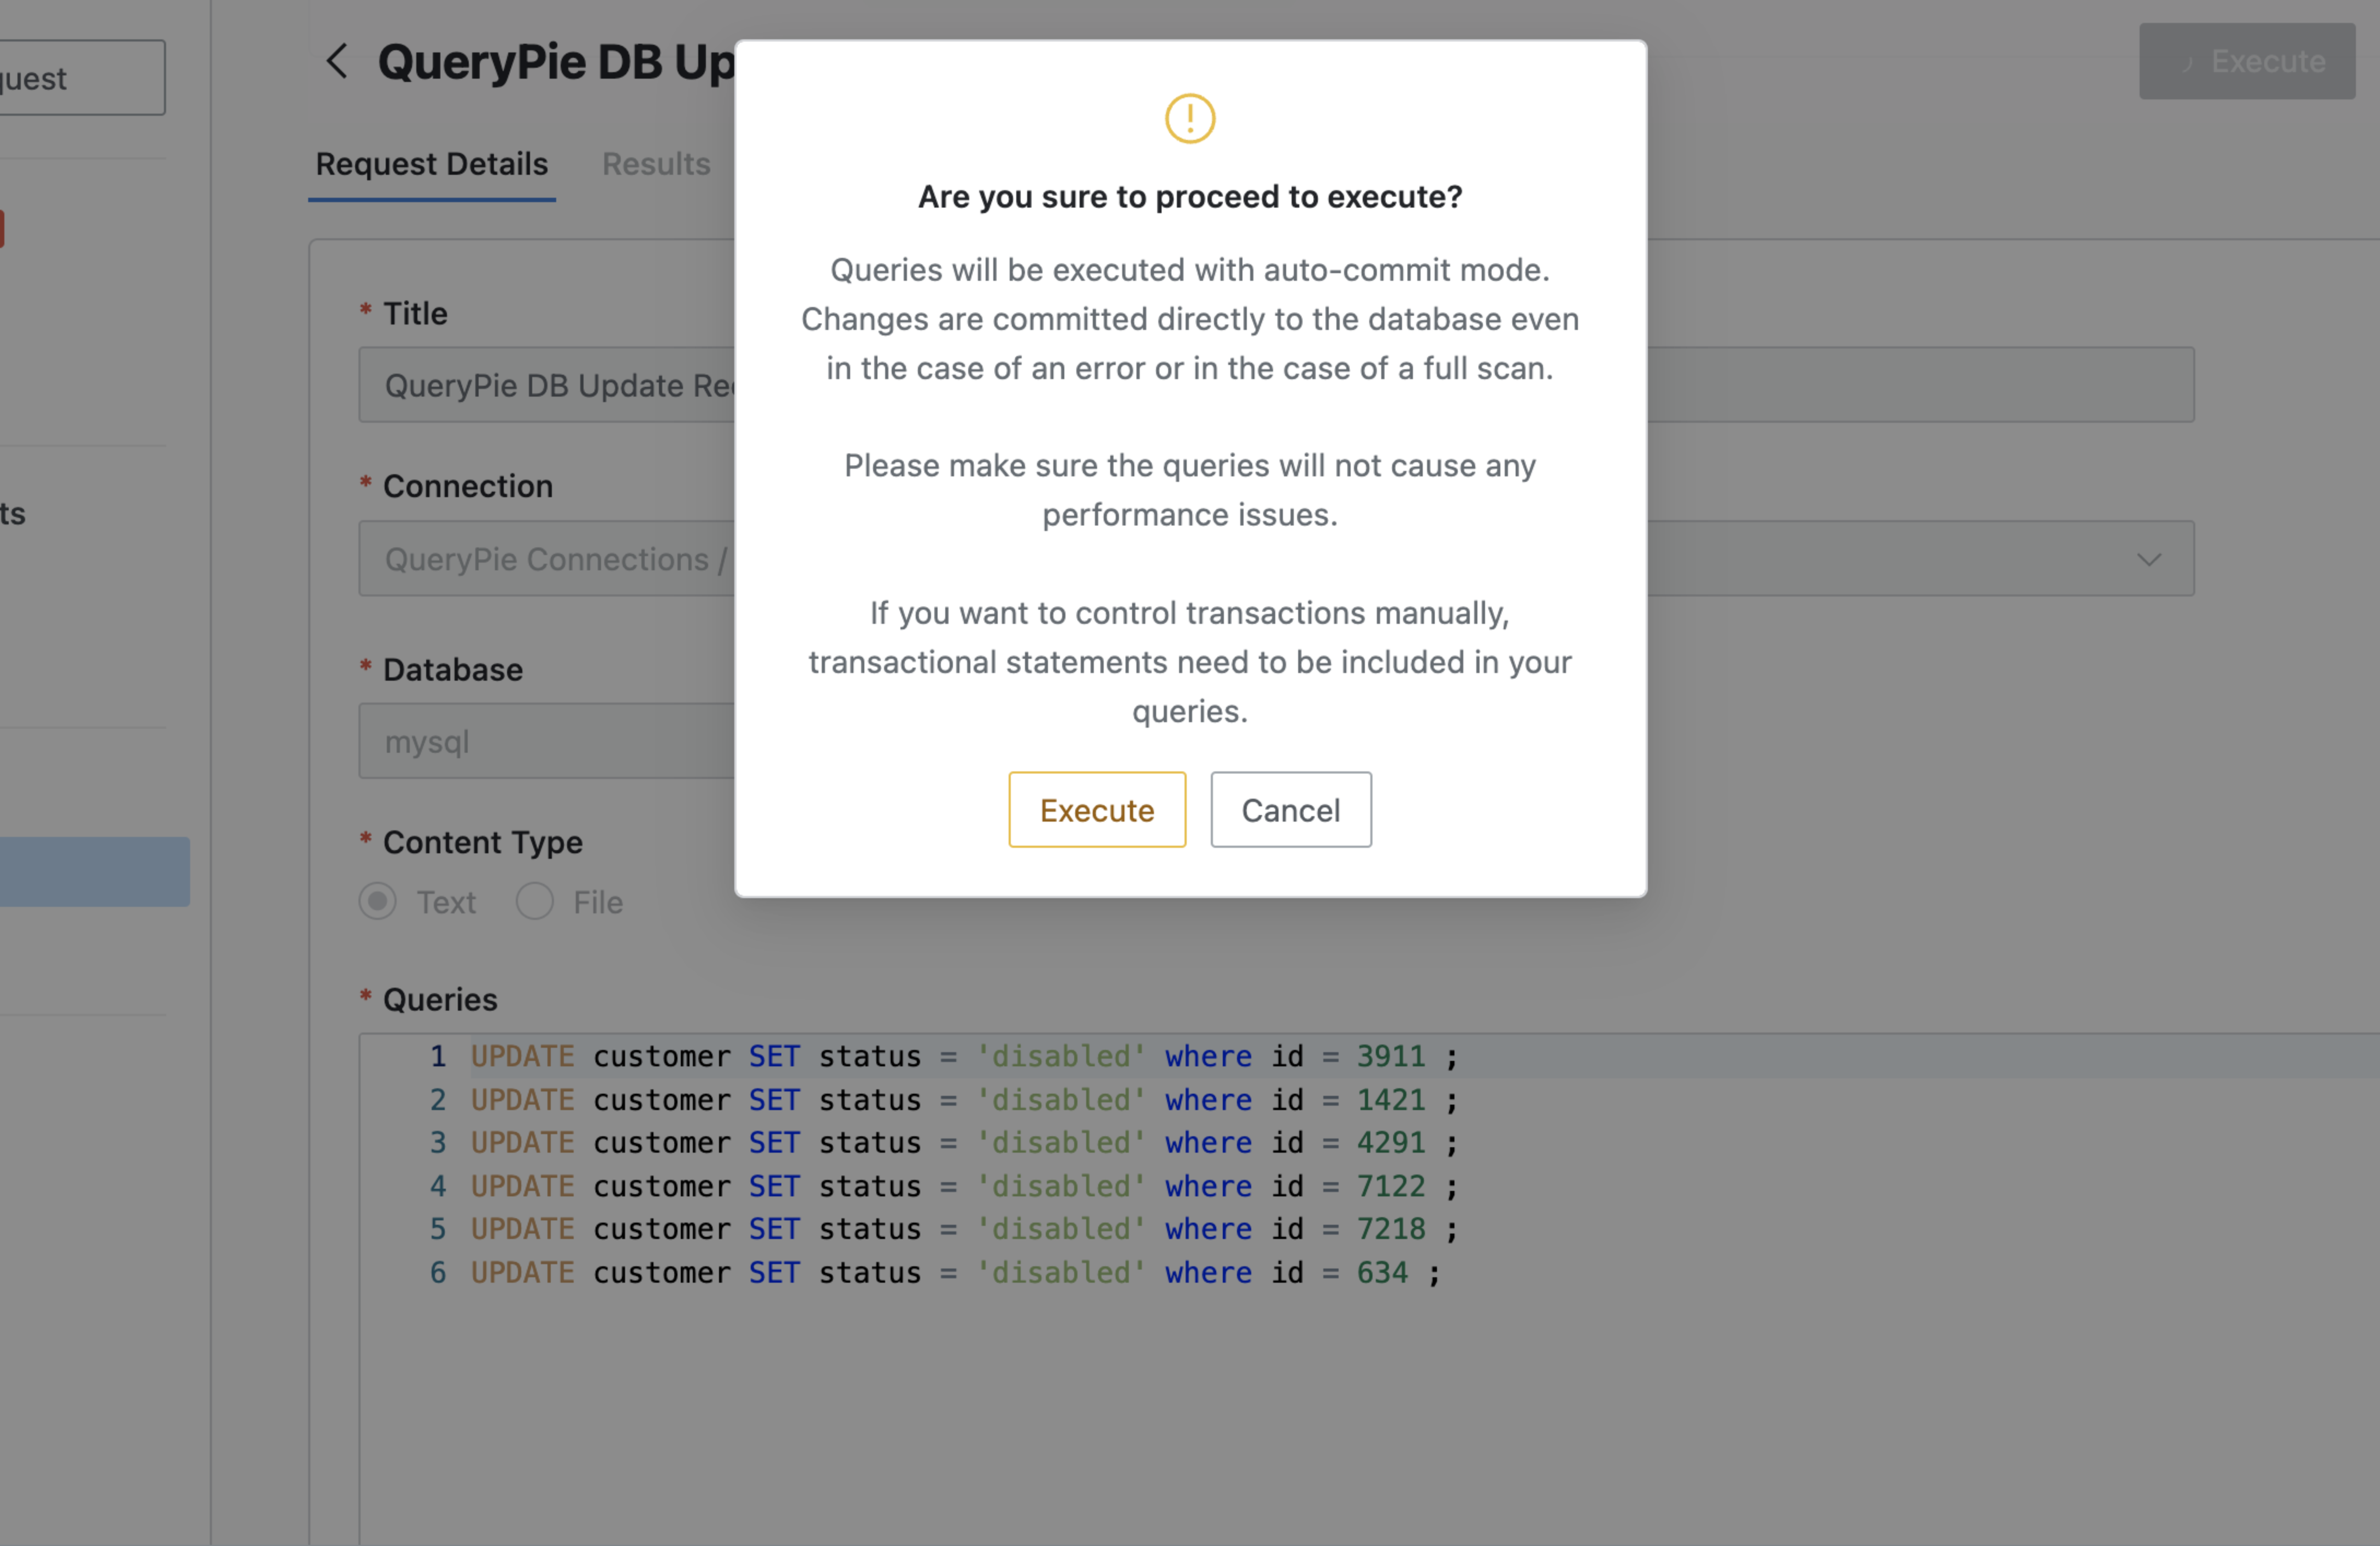 QueryPie DB Up
Execute
Request Details
Results
Are you sure to proceed to execute?
Queries will be executed with auto-commit mode.
Changes are committed directly to the database even
in the case of an error or in the case of a full scan.
Please make sure the queries will not cause any
performance issues.
If you want to control transactions manually,
transactional statements need to be included in your
queries.
Execute
Cancel
* Title
QueryPie DB Update Re
* Connection
QueryPie Connections /
* Database
mysql
* Content Type
Text
File
* Queries
1 UPDATE customer SET status = 'disabled' where id = 3911 ;
2 UPDATE customer SET status = 'disabled' where id = 1421 ;
3 UPDATE customer SET status = 'disabled' where id = 4291 ;
4 UPDATE customer SET status = 'disabled' where id = 7122 ;
5 UPDATE customer SET status = 'disabled' where id = 7218 ;
6 UPDATE customer SET status = 'disabled' where id = 634 ;